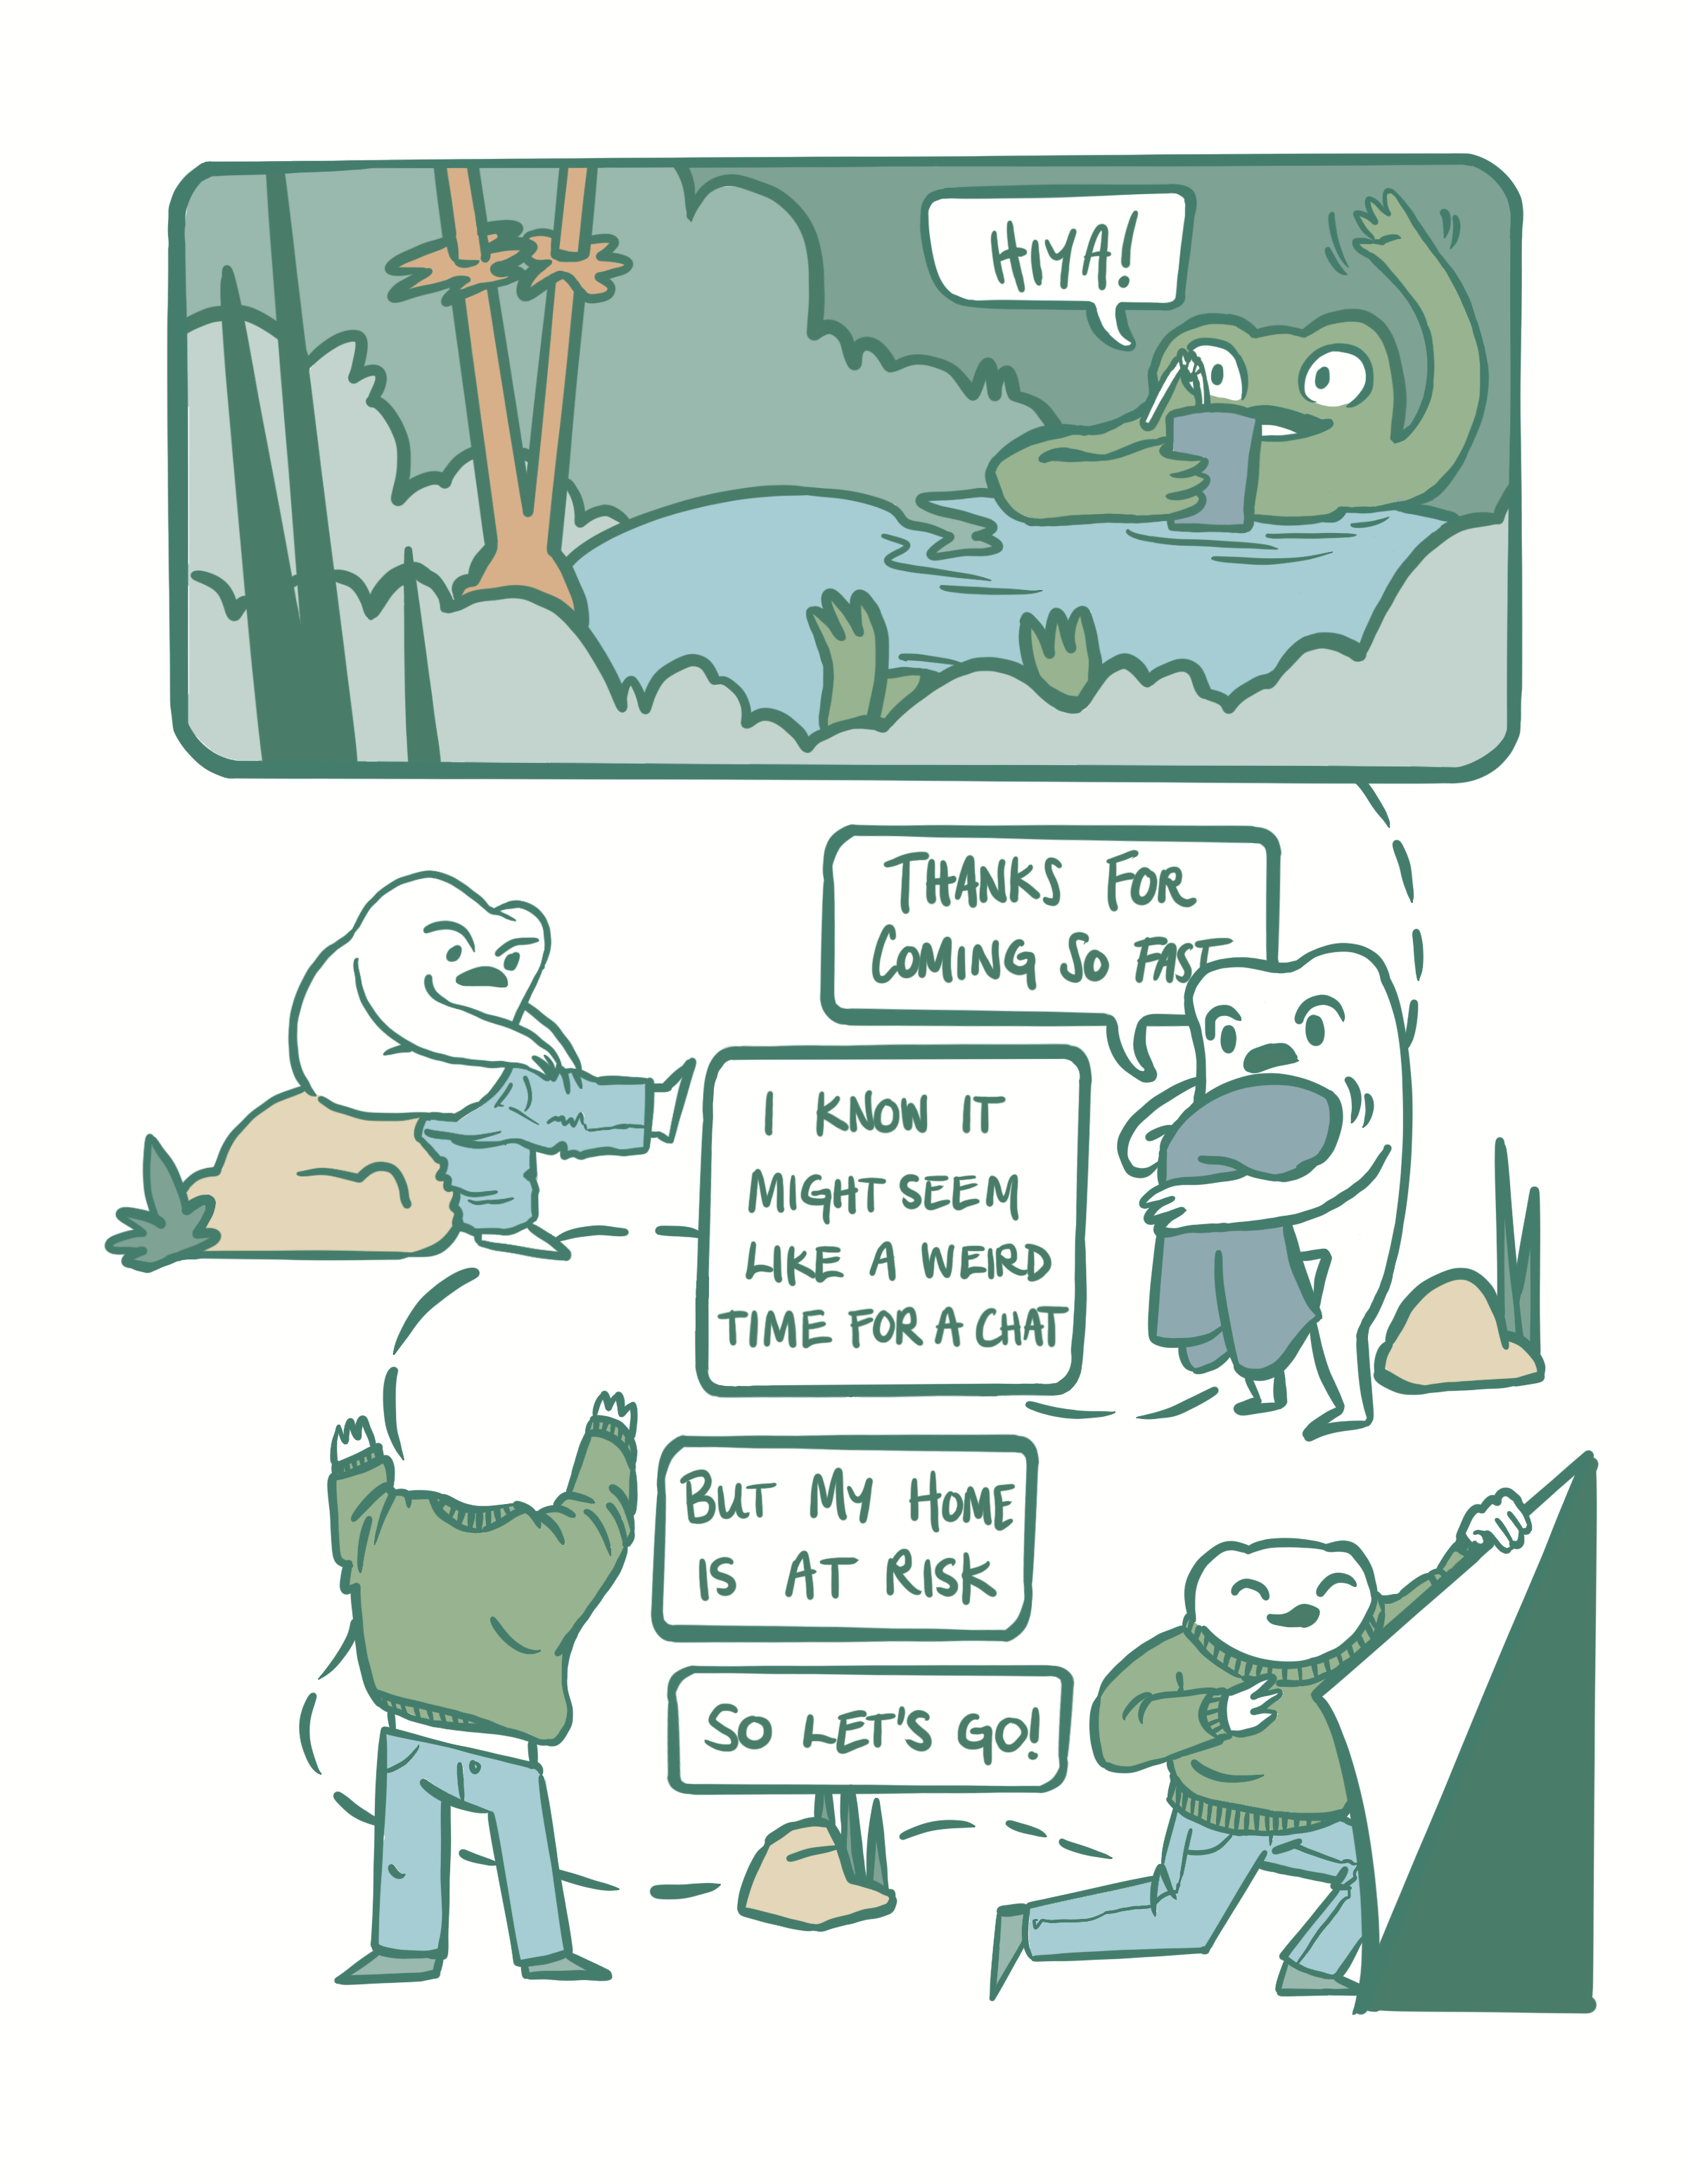 HIYA!
THANKS FOR
COMING SO FAST
I KNOW IT
MIGHT SEEM
LIKE A WEIRD
TIME FOR A CHAT
BUT MY HOME
IS AT RISK
SO LET'S GO!